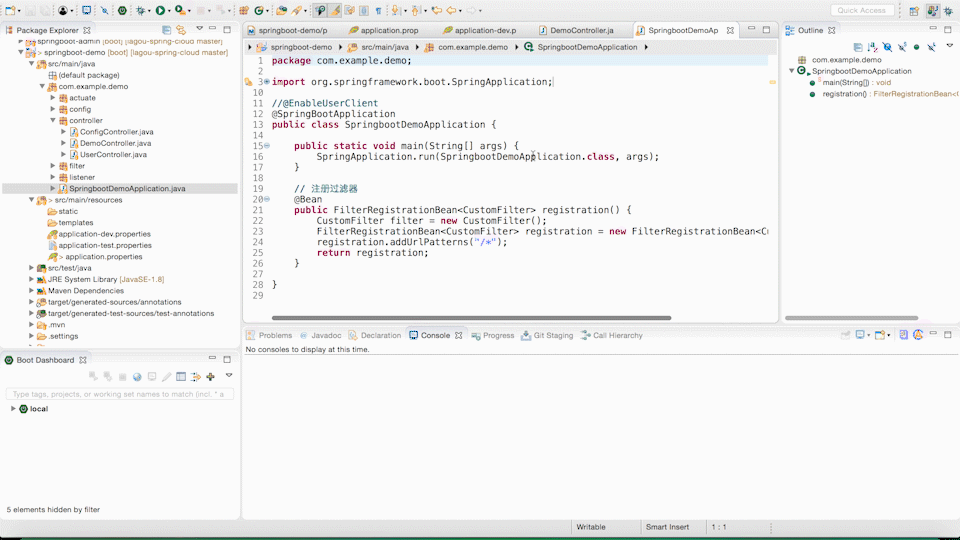 Quick Access
Package Explorer
springboot-admin [boot] [lagou-spring-cloud master]
> springboot-demo [boot] [lagou-spring-cloud master]
src/main/java
(default package)
com.example.demo
actuate
config
controller
ConfigController.java
DemoController.java
UserController.java
filter
listener
SpringbootDemoApplication.java
> src/main/resources
static
templates
application-dev.properties
application-test.properties
> application.properties
src/test/java
JRE System Library [JavaSE-1.8]
Maven Dependencies
target/generated-sources/annotations
target/generated-test-sources/test-annotations
.mvn
.settings
Boot Dashboard
Type tags, projects, or working set names to match (incl. * a
local
5 elements hidden by filter
springboot-demo/p
application.prop
application-dev.p
DemoController.ja
SpringbootDemoAp
springboot-demo
src/main/java
com.example.demo
SpringbootDemoApplication
1 package com.example.demo;
2
3 import org.springframework.boot.SpringApplication;
10
11 //@EnableUserClient
12 @SpringBootApplication
13 public class SpringbootDemoApplication {
14
15 public static void main(String[] args) {
16 SpringApplication.run(SpringbootDemoApplication.class, args);
17 }
18
19 // 注册过滤器
20 @Bean
21 public FilterRegistrationBean<CustomFilter> registration() {
22 CustomFilter filter = new CustomFilter();
23 FilterRegistrationBean<CustomFilter> registration = new FilterRegistrationBean<Cu
24 registration.addUrlPatterns("/*");
25 return registration;
26 }
27
28 }
29
Problems
Javadoc
Declaration
Console
Progress
Git Staging
Call Hierarchy
No consoles to display at this time.
Outline
com.example.demo
SpringbootDemoApplication
main(String[]) : void
registration() : FilterRegistrationBean<
Writable
Smart Insert
1 : 1